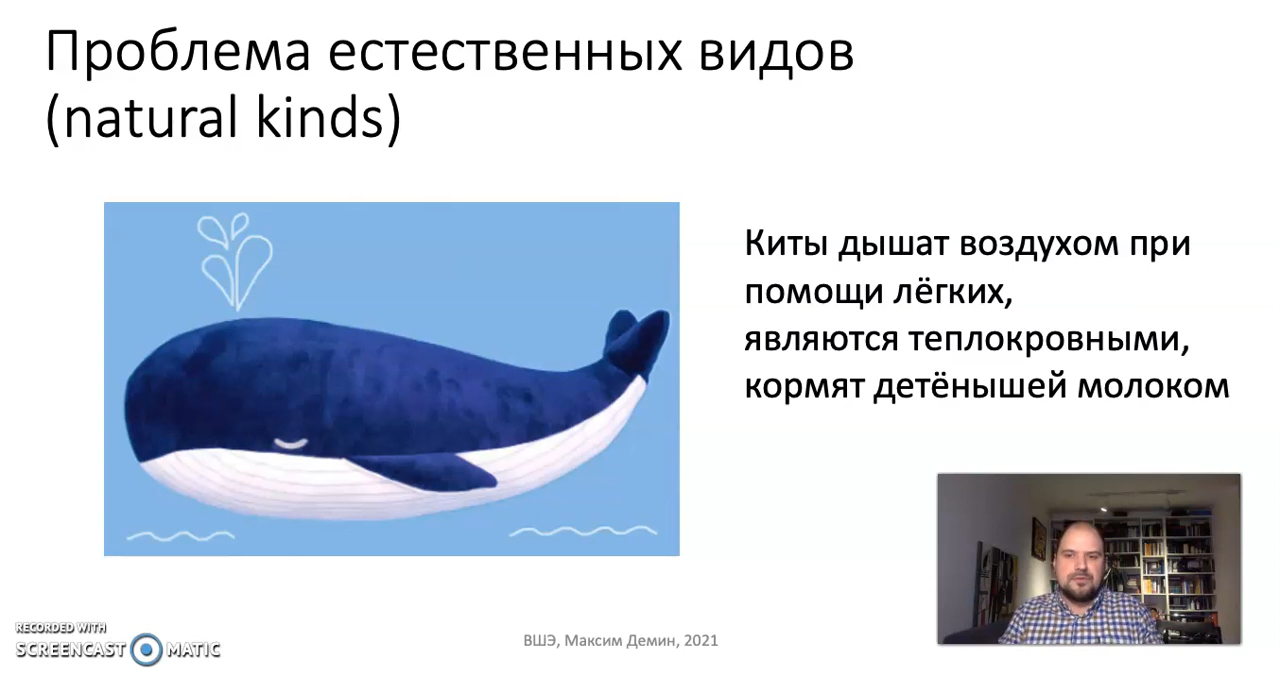 Проблема естественных видов
(natural kinds)
Киты дышат воздухом при
помощи лёгких,
являются теплокровными,
кормят детёнышей молоком
RECORDED WITH
SCREENCAST MATIC
ВШЭ, Максим Демин, 2021